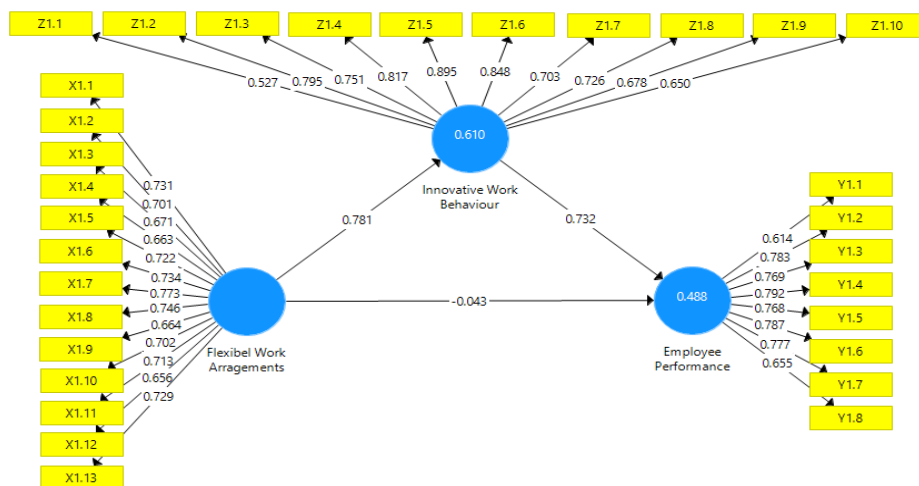 Z1.1
Z1.2
Z1.3
Z1.4
Z1.5
Z1.6
Z1.7
Z1.8
Z1.9
Z1.10
0.527
0.795
0.751
0.817
0.895
0.848
0.703
0.726
0.678
0.650
0.610
Innovative Work
Behaviour
X1.1
X1.2
X1.3
X1.4
X1.5
X1.6
X1.7
X1.8
X1.9
X1.10
X1.11
X1.12
X1.13
0.731
0.701
0.671
0.663
0.722
0.734
0.773
0.746
0.664
0.702
0.713
0.656
0.729
Flexibel Work
Arragements
0.781
0.732
-0.043
0.488
Employee
Performance
0.614
0.783
0.769
0.792
0.768
0.787
0.777
0.655
Y1.1
Y1.2
Y1.3
Y1.4
Y1.5
Y1.6
Y1.7
Y1.8